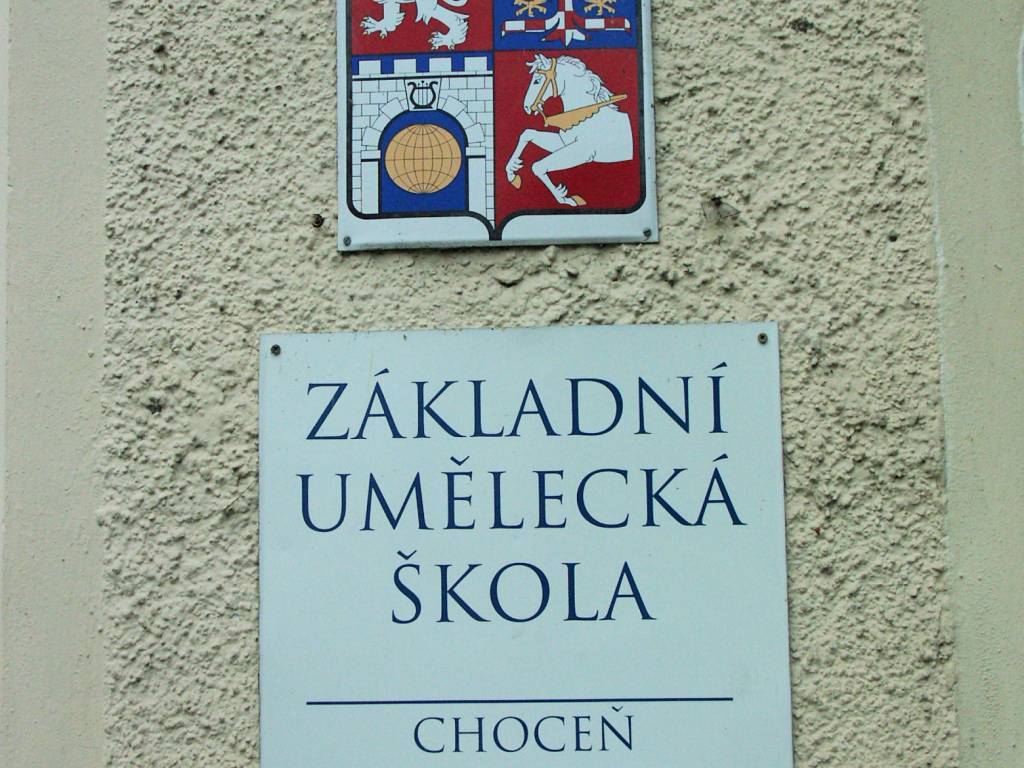 ZÁKLADNÍ
UMĚLECKÁ
ŠKOLA
CHOCEŇ